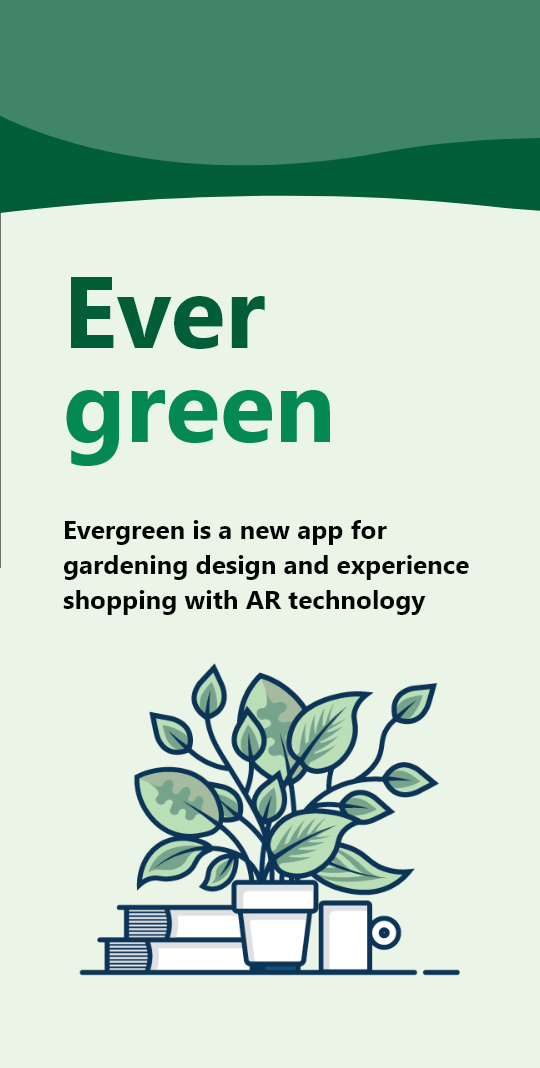 Ever
green
Evergreen is a new app for
gardening design and experience
shopping with AR technology